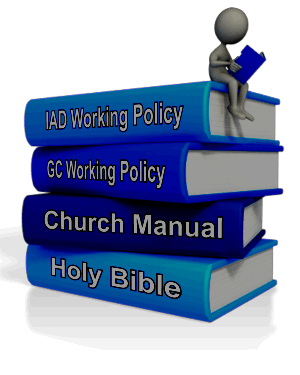 IAD Working Policy
GC Working Policy
Church Manual
Holy Bible